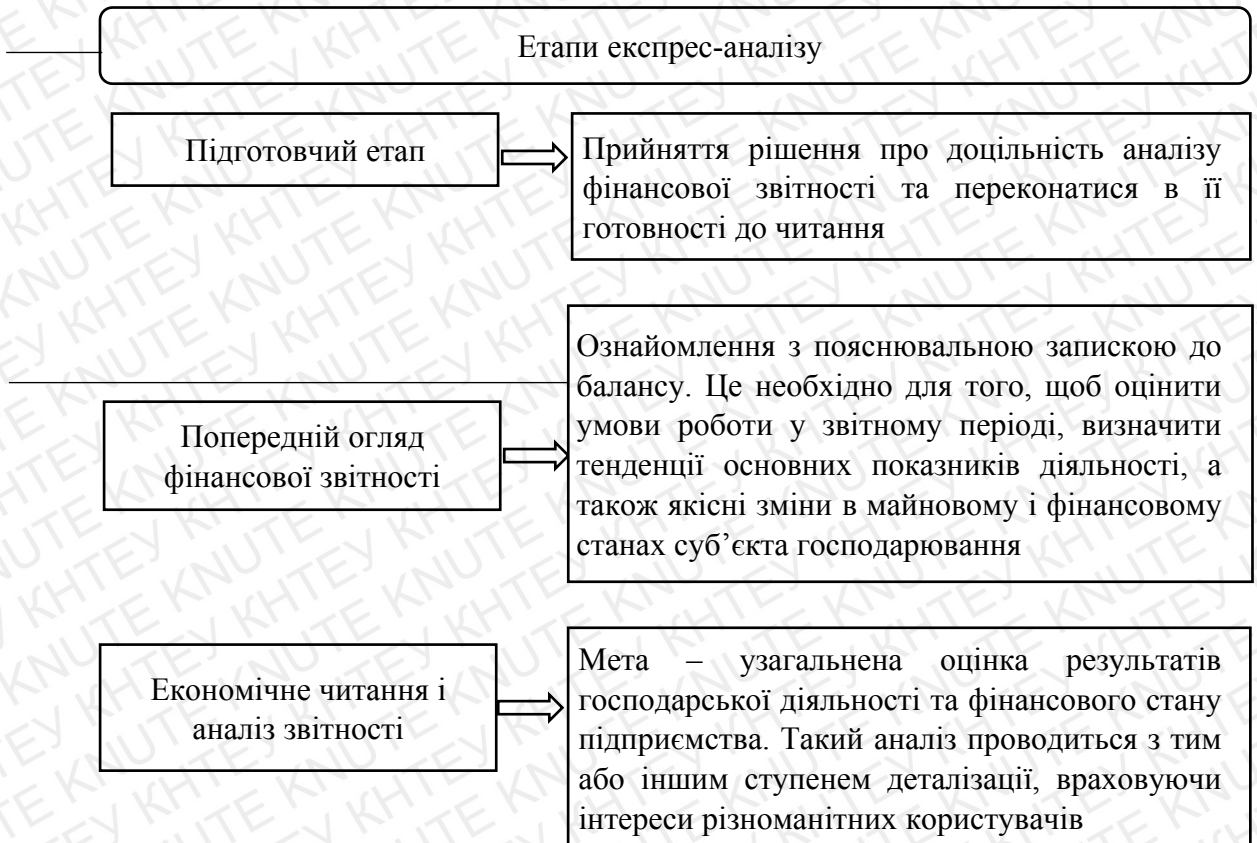 Етапи експрес-аналізу
Підготовчий етап
Прийняття рішення про доцільність аналізу
фінансової звітності та переконатися в її
готовності до читання
Попередній огляд
фінансової звітності
Ознайомлення з пояснювальною запискою до
балансу. Це необхідно для того, щоб оцінити
умови роботи у звітному періоді, визначити
тенденції основних показників діяльності, а
також якісні зміни в майновому і фінансовому
станах суб’єкта господарювання
Економічне читання і
аналіз звітності
Мета – узагальнена оцінка результатів
господарської діяльності та фінансового стану
підприємства. Такий аналіз проводиться з тим
або іншим ступенем деталізації, враховуючи
інтереси різноманітних користувачів